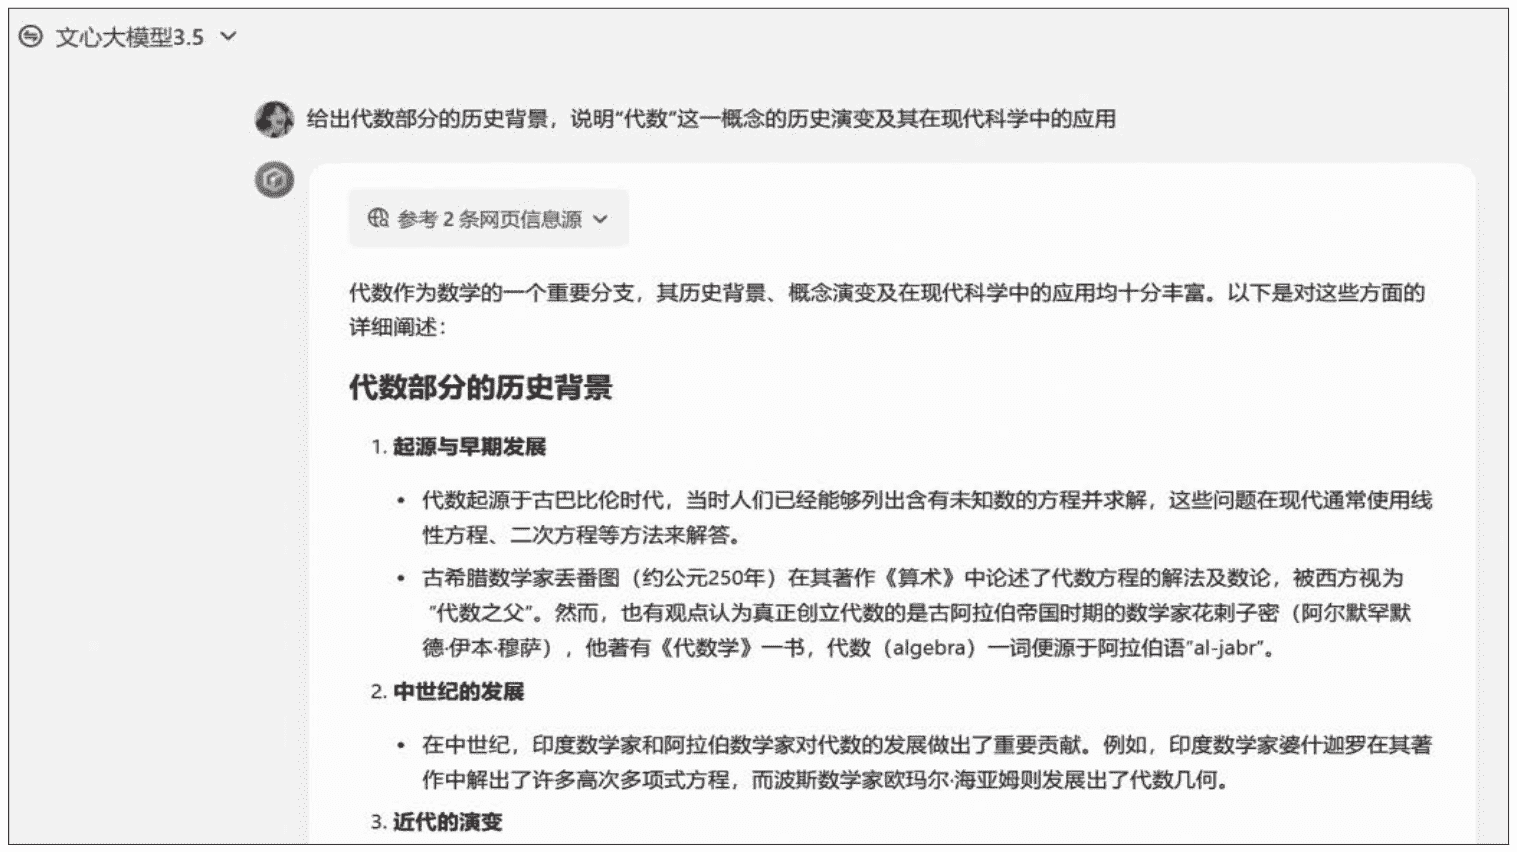 文心大模型3.5
给出代数部分的历史背景，说明“代数”这一概念的历史演变及其在现代科学中的应用
参考 2 条网页信息源
代数作为数学的一个重要分支，其历史背景、概念演变及在现代科学中的应用均十分丰富。以下是对这些方面的
详细阐述：
代数部分的历史背景
1. 起源与早期发展
• 代数起源于古巴比伦时代，当时人们已经能够列出含有未知数的方程并求解，这些问题在现代通常使用线
性方程、二次方程等方法来解答。
• 古希腊数学家丢番图（约公元250年）在其著作《算术》中论述了代数方程的解法及数论，被西方视为
“代数之父”。然而，也有观点认为真正创立代数的是古阿拉伯帝国时期的数学家花剌子密（阿尔默罕默
德·伊本·穆萨），他著有《代数学》一书，代数（algebra）一词便源于阿拉伯语“al-jabr”。
2. 中世纪的发展
• 在中世纪，印度数学家和阿拉伯数学家对代数的发展做出了重要贡献。例如，印度数学家婆什迦罗在其著
作中解出了许多高次多项式方程，而波斯数学家欧玛尔·海亚姆则发展出了代数几何。
3. 近代的演变